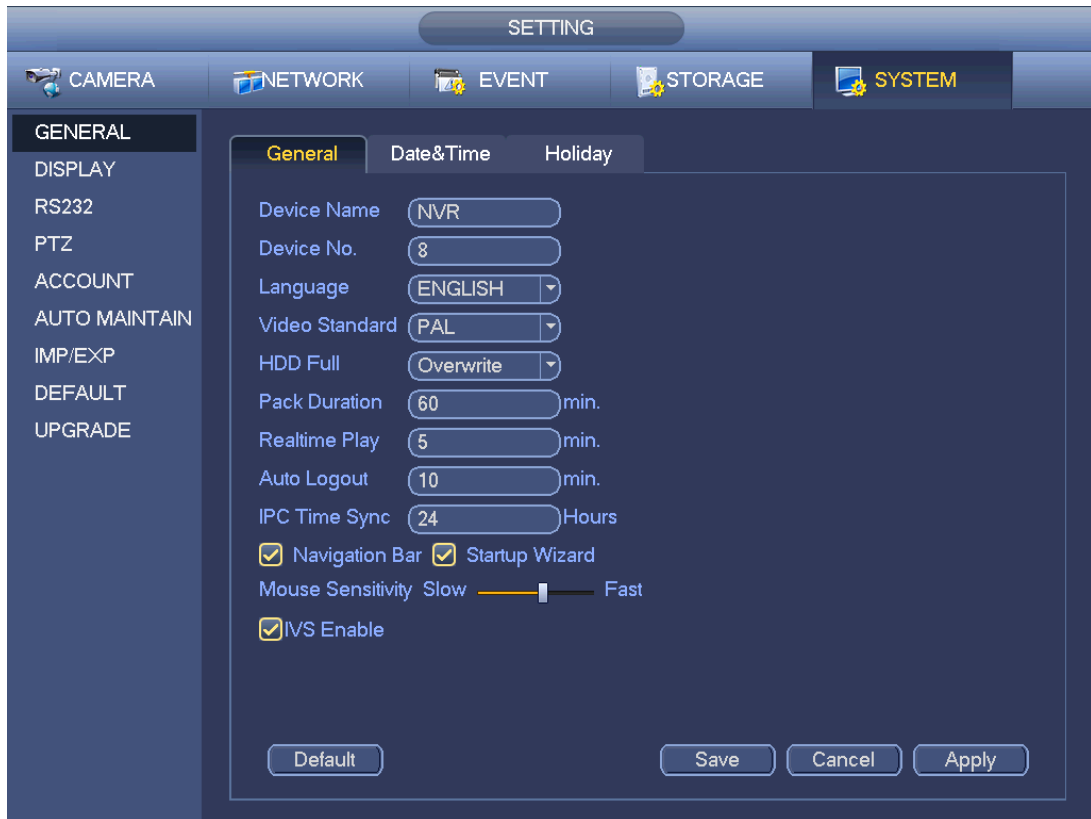 SETTING
CAMERA NETWORK EVENT STORAGE SYSTEM
GENERAL
DISPLAY
RS232
PTZ
ACCOUNT
AUTO MAINTAIN
IMP/EXP
DEFAULT
UPGRADE
General Date&Time Holiday
Device Name NVR
Device No. 8
Language ENGLISH
Video Standard PAL
HDD Full Overwrite
Pack Duration 60 min.
Realtime Play 5 min.
Auto Logout 10 min.
IPC Time Sync 24 Hours
Navigation Bar Startup Wizard
Mouse Sensitivity Slow Fast
IVS Enable
Default Save Cancel Apply